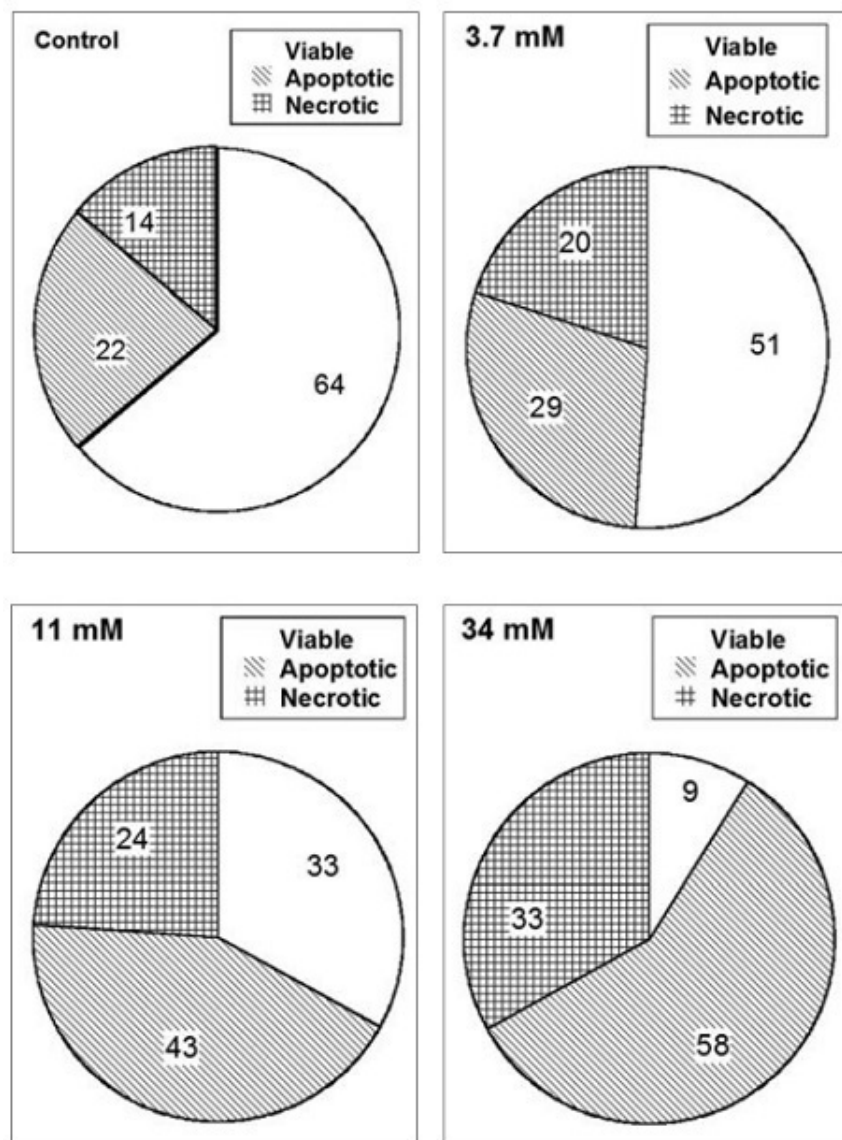 Control
Viable
Apoptotic
Necrotic
14
22
64
3.7 mM
Viable
Apoptotic
Necrotic
20
51
29
11 mM
Viable
Apoptotic
Necrotic
24
33
43
34 mM
Viable
Apoptotic
Necrotic
9
33
58